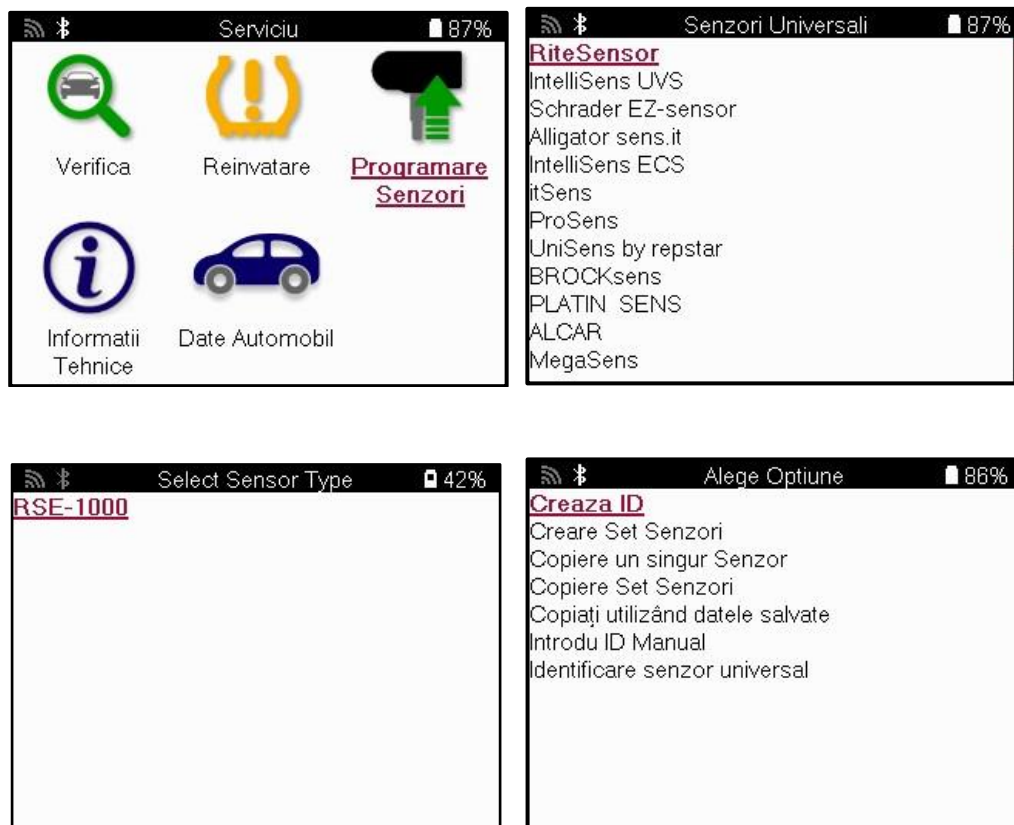 Serviciu 87%
Verifica
Reinvatare
Programare
Senzori
Informatii
Tehnice
Date Automobil
Senzori Universali 87%
RiteSensor
IntelliSens UVS
Schrader EZ-sensor
Alligator sens.it
IntelliSens ECS
itSens
ProSens
UniSens by repstar
BROCKsens
PLATIN SENS
ALCAR
MegaSens
Select Sensor Type 42%
RSE-1000
Alege Optiune 86%
Creaza ID
Creare Set Senzori
Copiere un singur Senzor
Copiere Set Senzori
Copiați utilizând datele salvate
Introdu ID Manual
Identificare senzor universal